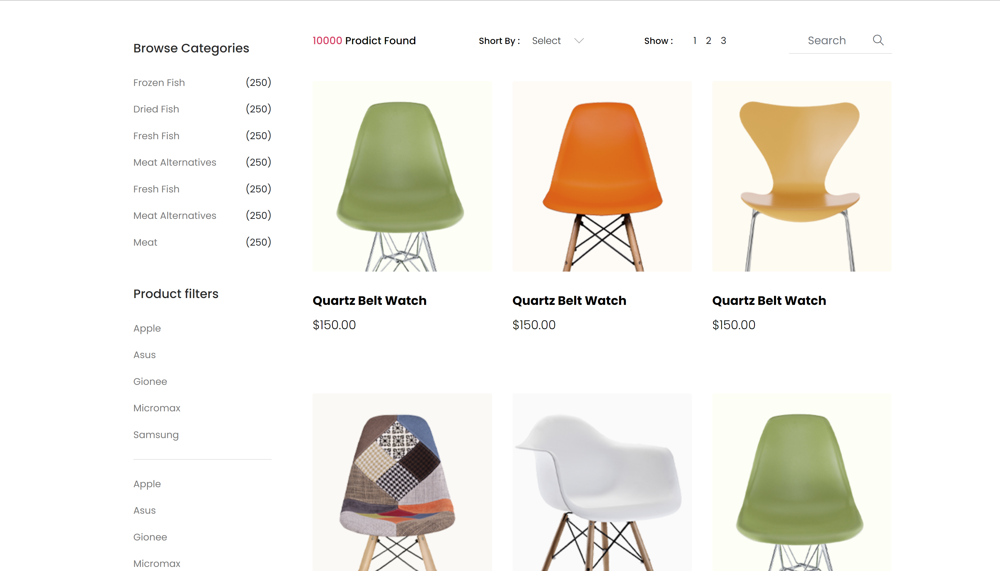 Browse Categories
Frozen Fish (250)
Dried Fish (250)
Fresh Fish (250)
Meat Alternatives (250)
Fresh Fish (250)
Meat Alternatives (250)
Meat (250)
Product filters
Apple
Asus
Gionee
Micromax
Samsung
Apple
Asus
Gionee
Micromax
10000 Prodict Found
Short By : Select
Show : 1 2 3
Search
Quartz Belt Watch
$150.00
Quartz Belt Watch
$150.00
Quartz Belt Watch
$150.00